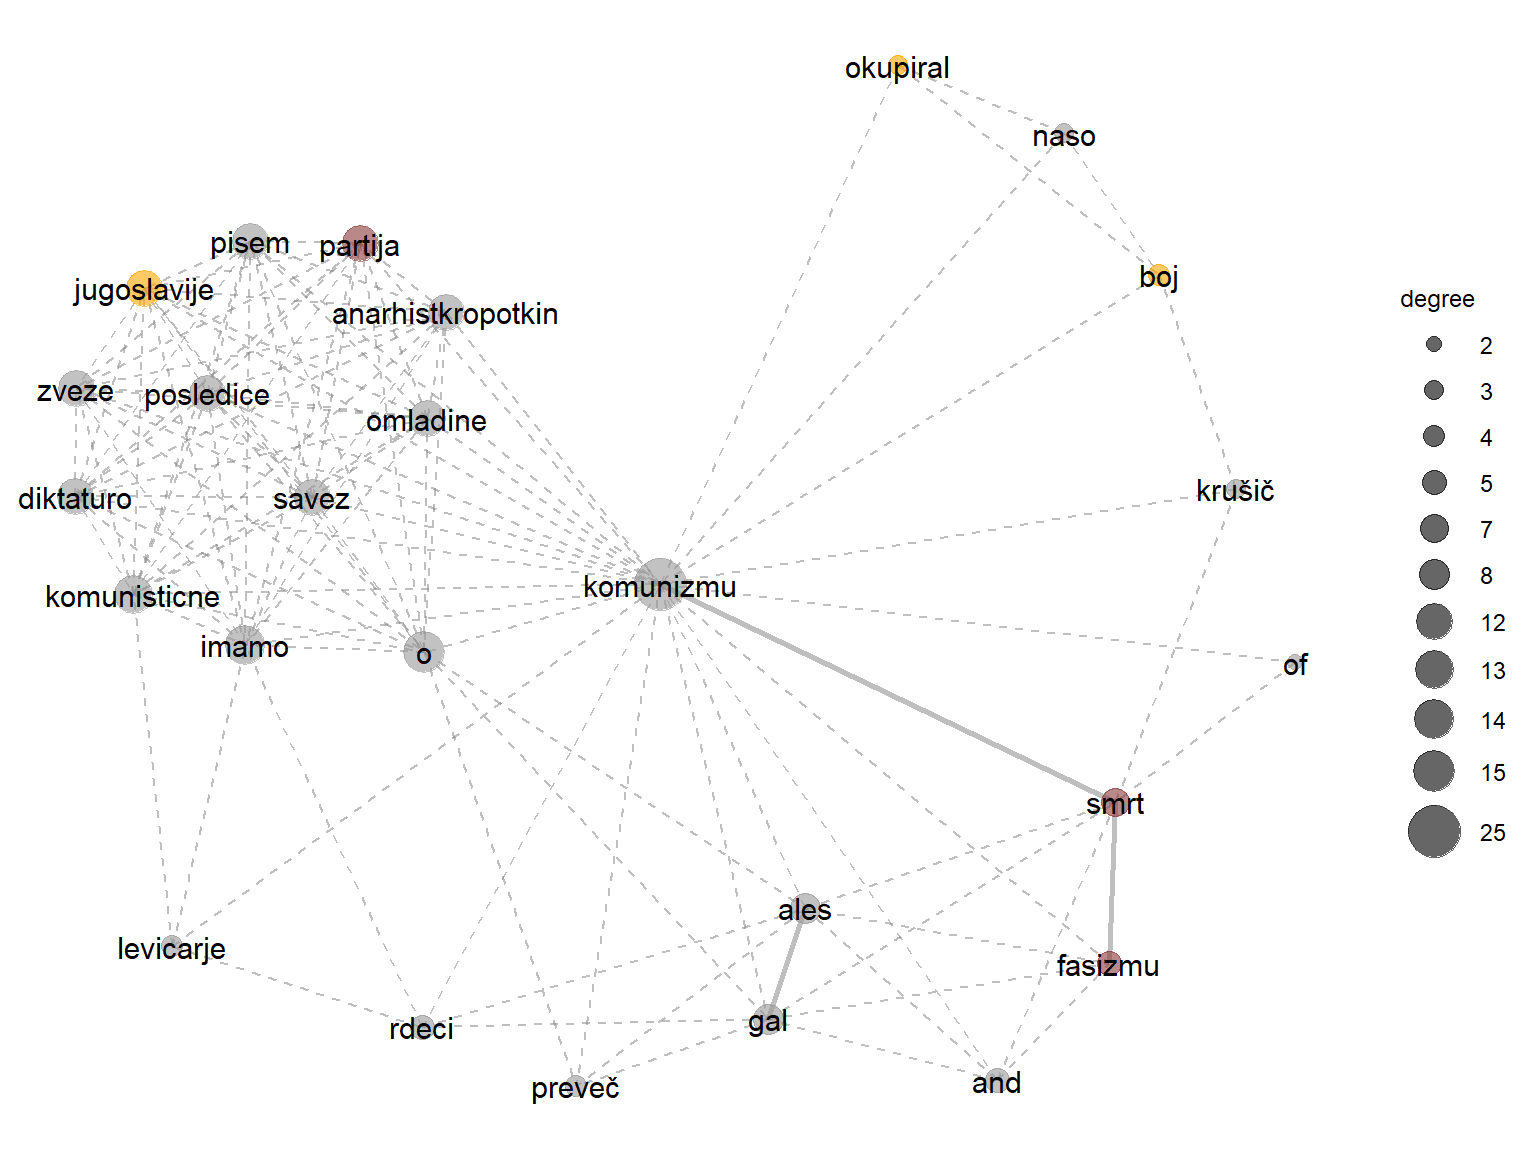 okupiral
naso
pisem
partija
boj
jugoslavije
degree
anarhistkropotkin
2
3
zveze
posledice
omladine
4
diktaturo
savez
krušič
5
7
komunisticne
komunizmu
8
imamo
o
12
of
13
14
smrt
15
25
ales
levicarje
fasizmu
rdeci
gal
preveč
and